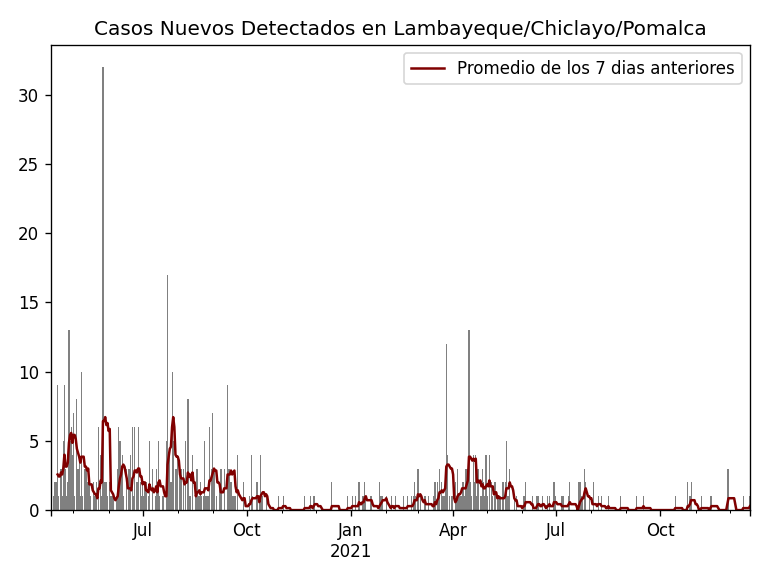 Casos Nuevos Detectados en Lambayeque/Chiclayo/Pomalca
Promedio de los 7 dias anteriores
30
25
20
15
10
5
0
Jul
Oct
Jan
2021
Apr
Jul
Oct